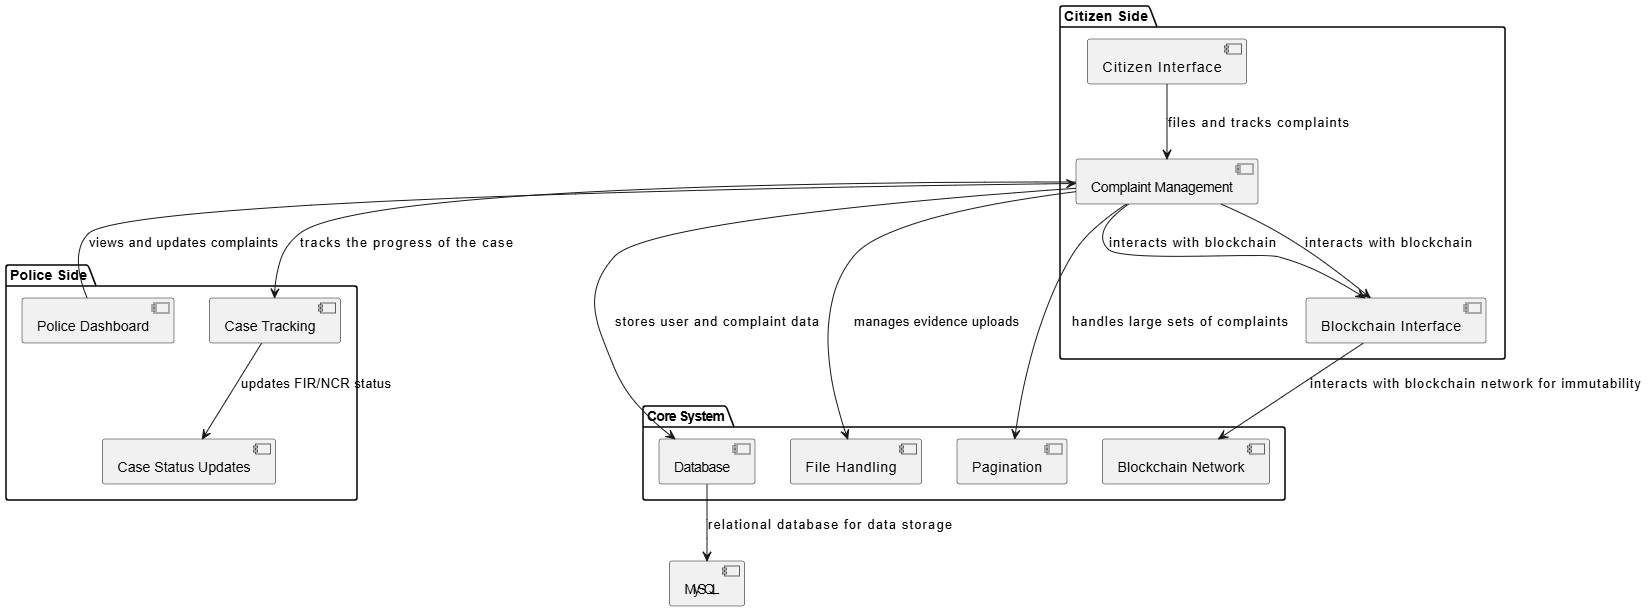 Citizen Side
Citizen Interface
files and tracks complaints
Complaint Management
views and updates complaints
tracks the progress of the case
interacts with blockchain
interacts with blockchain
Police Side
Police Dashboard
Case Tracking
stores user and complaint data
manages evidence uploads
handles large sets of complaints
Blockchain Interface
updates FIR/NCR status
interacts with blockchain network for immutability
Core System
Case Status Updates
Database
File Handling
Pagination
Blockchain Network
relational database for data storage
MySQL